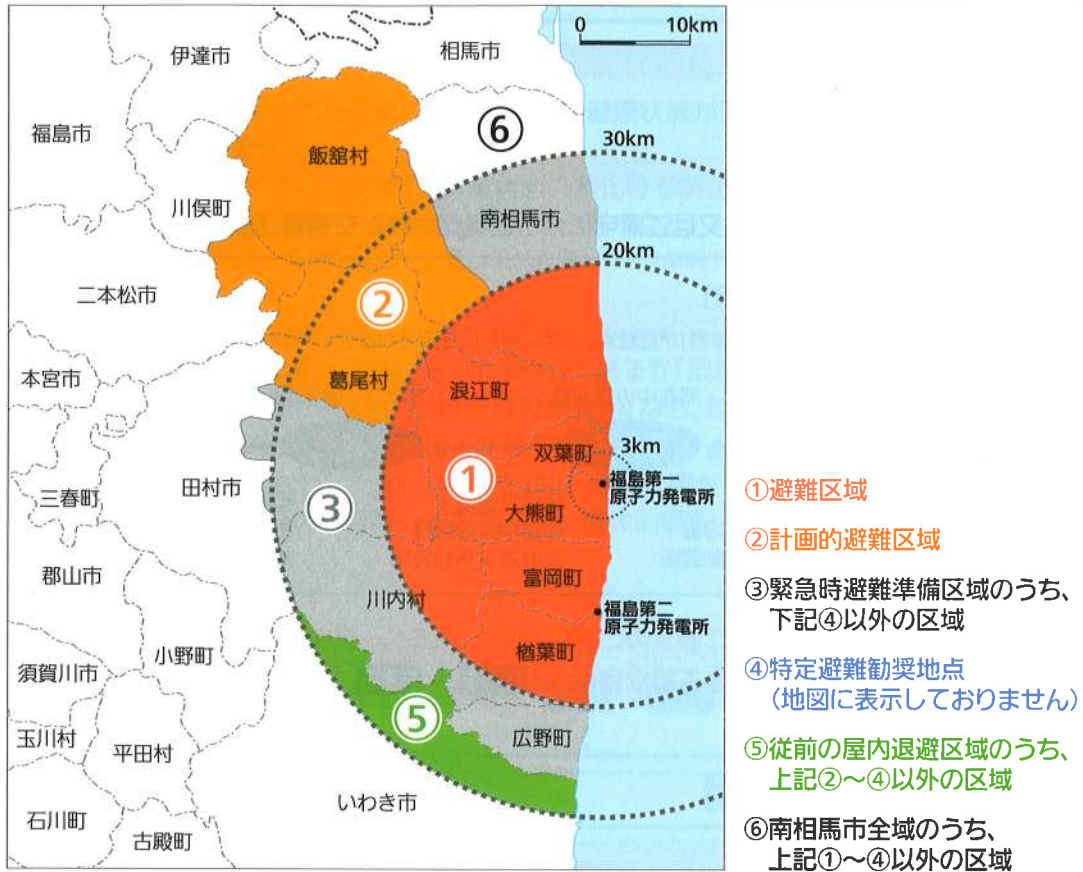 0 10km
伊達市
相馬市
福島市
⑥
30km
飯舘村
川俣町
南相馬市
20km
二本松市
②
本宮市
葛尾村
浪江町
双葉町
3km
三春町
田村市
①
福島第一
原子力発電所
③
大熊町
郡山市
富岡町
川内村
福島第二
原子力発電所
小野町
楢葉町
須賀川市
⑤
玉川村
平田村
広野町
いわき市
石川町
古殿町
①避難区域
②計画的避難区域
③緊急時避難準備区域のうち、
下記④以外の区域
④特定避難勧奨地点
（地図に表示しておりません）
⑤従前の屋内退避区域のうち、
上記②～④以外の区域
⑥南相馬市全域のうち、
上記①～④以外の区域